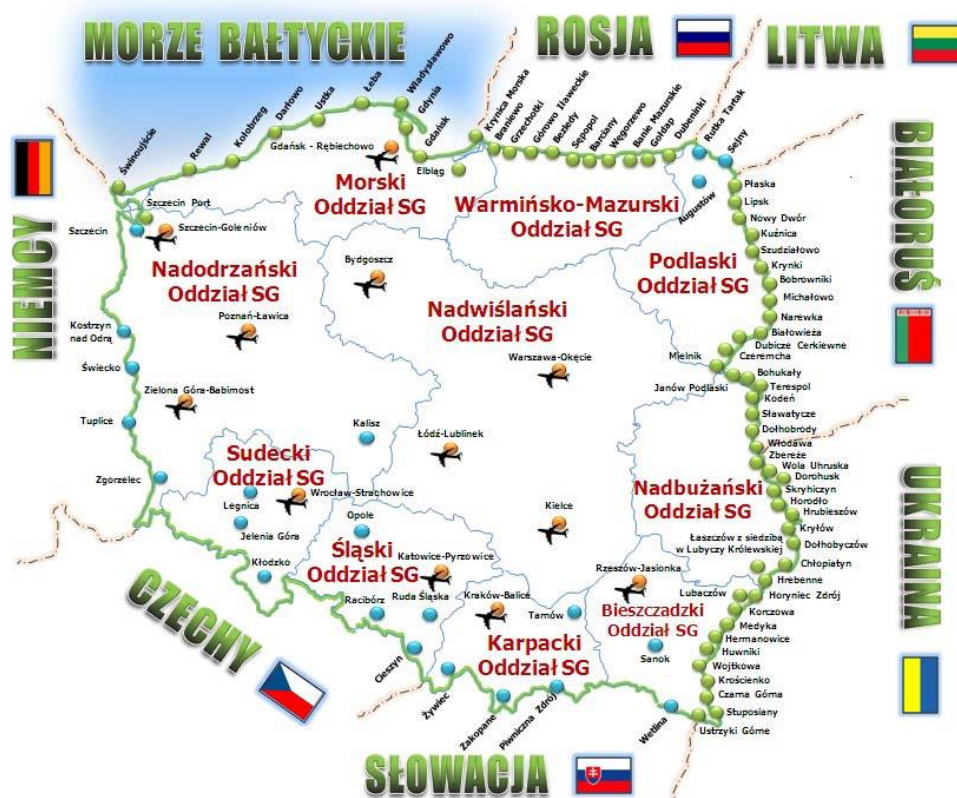 MORZE BAŁTYCKIE
ROSJA
LITWA
NIEMCY
BIAŁORUŚ
UKRAINA
CZECHY
SŁOWACJA
Świnoujście
Rewal
Kołobrzeg
Darłowo
Ustka
Łeba
Władysławowo
Gdynia
Gdańsk
Krynica Morska
Braniewo
Grzechotki
Górowo Iławeckie
Bezledy
Sępopol
Barciany
Węgorzewo
Banie Mazurskie
Gołdap
Dubeninki
Rutka Tartak
Sejny
Gdańsk - Rębiechowo
Elbląg
Morski
Oddział SG
Warmińsko-Mazurski
Oddział SG
Augustów
Płaska
Lipsk
Nowy Dwór
Kuźnica
Szudziałowo
Krynki
Bobrowniki
Michałowo
Narewka
Białowieża
Dubicze Cerkiewne
Czeremcha
Mielnik
Podlaski
Oddział SG
Szczecin Port
Szczecin
Szczecin-Goleniów
Nadodrzański
Oddział SG
Bydgoszcz
Poznań-Ławica
Kostrzyn
nad Odrą
Świecko
Zielona Góra-Babimost
Tuplice
Zgorzelec
Nadwiślański
Oddział SG
Warszawa-Okęcie
Kalisz
Łódź-Lublinek
Kielce
Janów Podlaski
Bohukały
Terespol
Kodeń
Sławatycze
Dołhobrody
Włodawa
Zbereże
Wola Uhruska
Dorohusk
Skryhiczyn
Horodło
Hrubieszów
Kryłów
Dołhobyczów
Łaszczów z siedzibą
w Lubyczy Królewskiej
Chłopiatyn
Hrebenne
Nadbużański
Oddział SG
Sudecki
Oddział SG
Wrocław-Strachowice
Legnica
Jelenia Góra
Kłodzko
Opole
Śląski
Oddział SG
Katowice-Pyrzowice
Racibórz
Ruda Śląska
Cieszyn
Kraków-Balice
Tarnów
Karpacki
Oddział SG
Żywiec
Zakopane
Piwniczna Zdrój
Rzeszów-Jasionka
Bieszczadzki
Oddział SG
Sanok
Wetlina
Lubaczów
Horyniec Zdrój
Korczowa
Medyka
Hermanowice
Huwniki
Wojtkowa
Krościenko
Czarna Górna
Stuposiany
Ustrzyki Górne